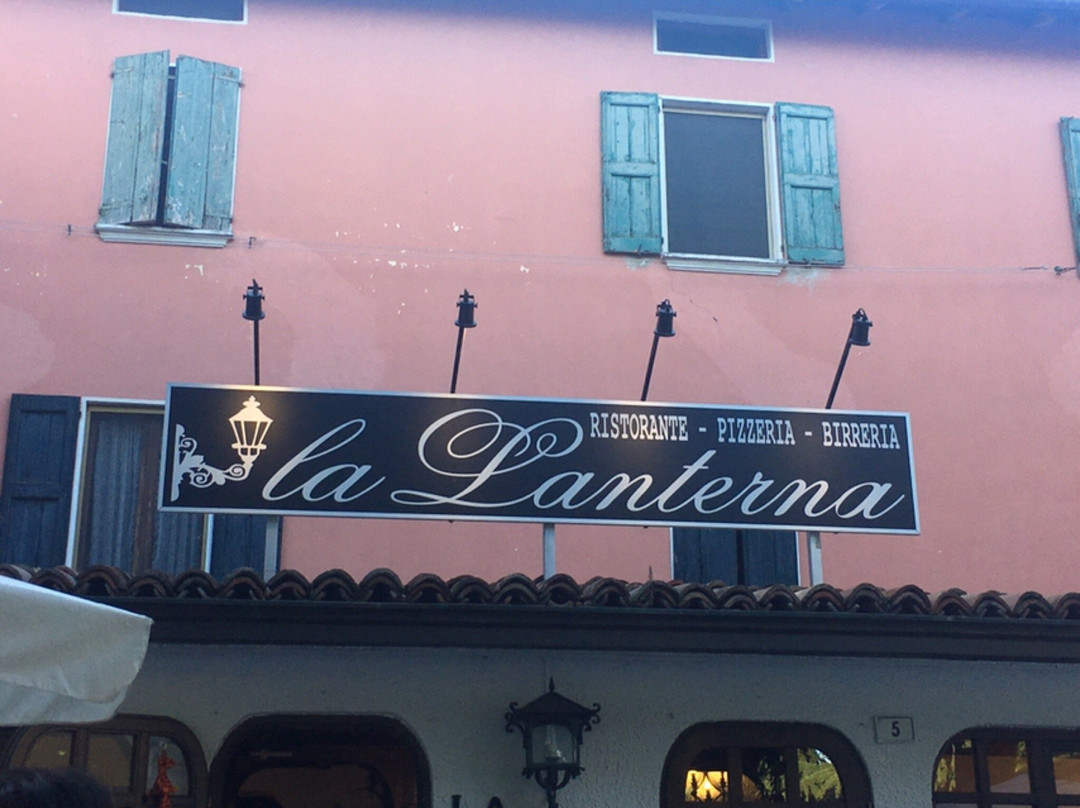 RISTORANTE - PIZZERIA - BIRRERIA
la Lanterna
5